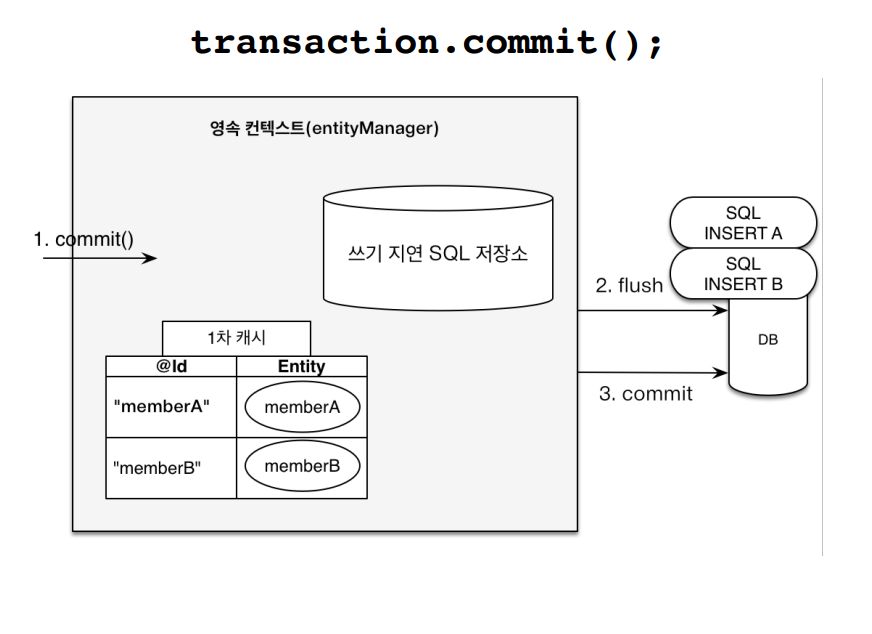 transaction.commit();
영속 컨텍스트(entityManager)
쓰기 지연 SQL 저장소
1. commit()
SQL
INSERT A
SQL
INSERT B
2. flush
DB
3. commit
1차 캐시
@Id Entity
"memberA" memberA
"memberB" memberB